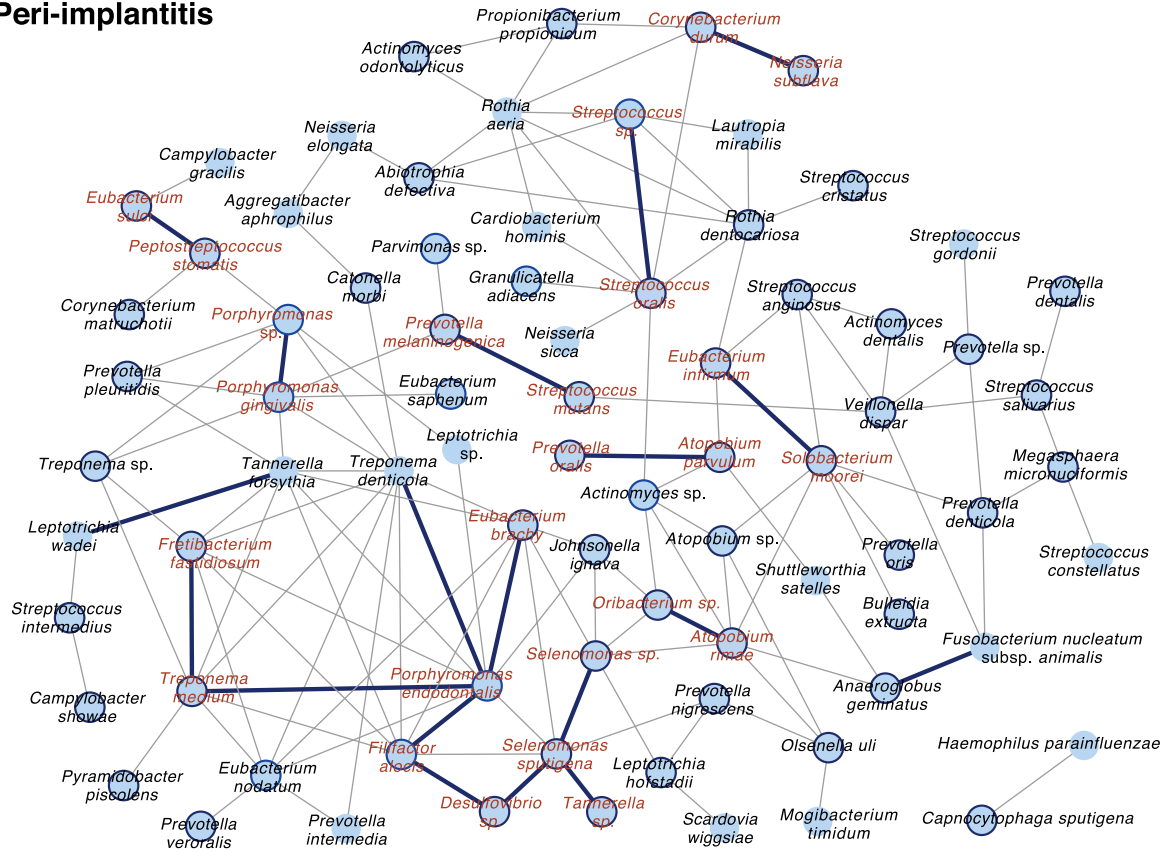 Peri-implantitis
Propionibacterium
propionicum
Corynebacterium
durum
Actinomyces
odontolyticus
Neisseria
subflava
Rothia
aeria
Streptococcus
sp.
Neisseria
elongata
Lautropia
mirabilis
Campylobacter
gracilis
Abiotrophia
defectiva
Streptococcus
cristatus
Eubacterium
sulci
Aggregatibacter
aphrophilus
Cardiobacterium
hominis
Rothia
dentocariosa
Peptostreptococcus
stomatis
Parvimonas sp.
Streptococcus
gordonii
Catonella
morbi
Granulicatella
adiacens
Streptococcus
oralis
Streptococcus
anginosus
Prevotella
dentalis
Corynebacterium
matruchotii
Porphyromonas
sp.
Prevotella
melaninogenica
Neisseria
sicca
Actinomyces
dentalis
Prevotella sp.
Eubacterium
infirmum
Prevotella
pleuritidis
Porphyromonas
gingivalis
Eubacterium
saphenum
Streptococcus
mutans
Veillonella
dispar
Streptococcus
salivarius
Leptotrichia
sp.
Treponema sp.
Tannerella
forsythia
Treponema
denticola
Prevotella
oralis
Atopobium
parvulum
Solobacterium
moorei
Megasphaera
micronuciformis
Actinomyces sp.
Prevotella
denticola
Leptotrichia
wadei
Fretibacterium
fastidiosum
Eubacterium
brachy
Johnsonella
ignava
Atopobium sp.
Prevotella
oris
Streptococcus
constellatus
Shuttleworthia
satelles
Streptococcus
intermedius
Oribacterium sp.
Bulleidia
extructa
Selenomonas sp.
Atopobium
rimae
Fusobacterium nucleatum
subsp. animalis
Treponema
medium
Porphyromonas
endodontalis
Anaeroglobus
geminatus
Campylobacter
showae
Prevotella
nigrescens
Filifactor
alocis
Selenomonas
sputigena
Olsenella uli
Haemophilus parainfluenzae
Pyramidobacter
piscolens
Eubacterium
nodatum
Leptotrichia
hofstadii
Desulfovibrio
sp.
Tannerella
sp.
Prevotella
veroralis
Prevotella
intermedia
Scardovia
wiggsiae
Mogibacterium
timidum
Capnocytophaga sputigena